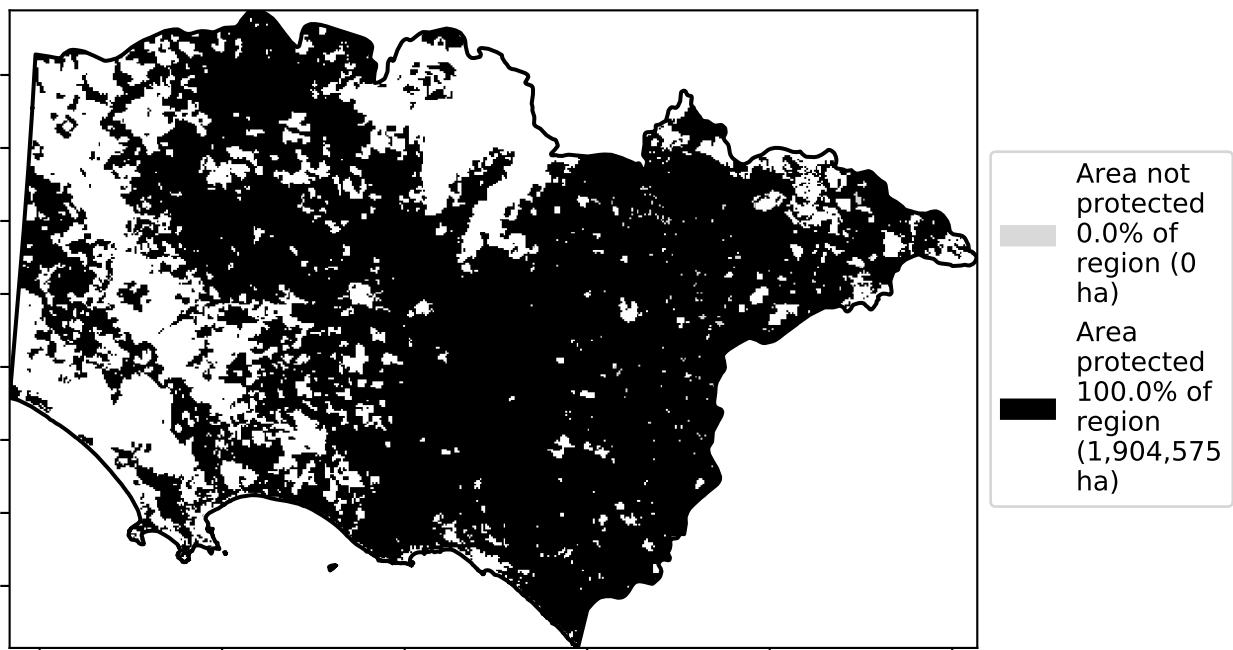 Area not
protected
0.0% of
region (0
ha)
Area
protected
100.0% of
region
(1,904,575
ha)